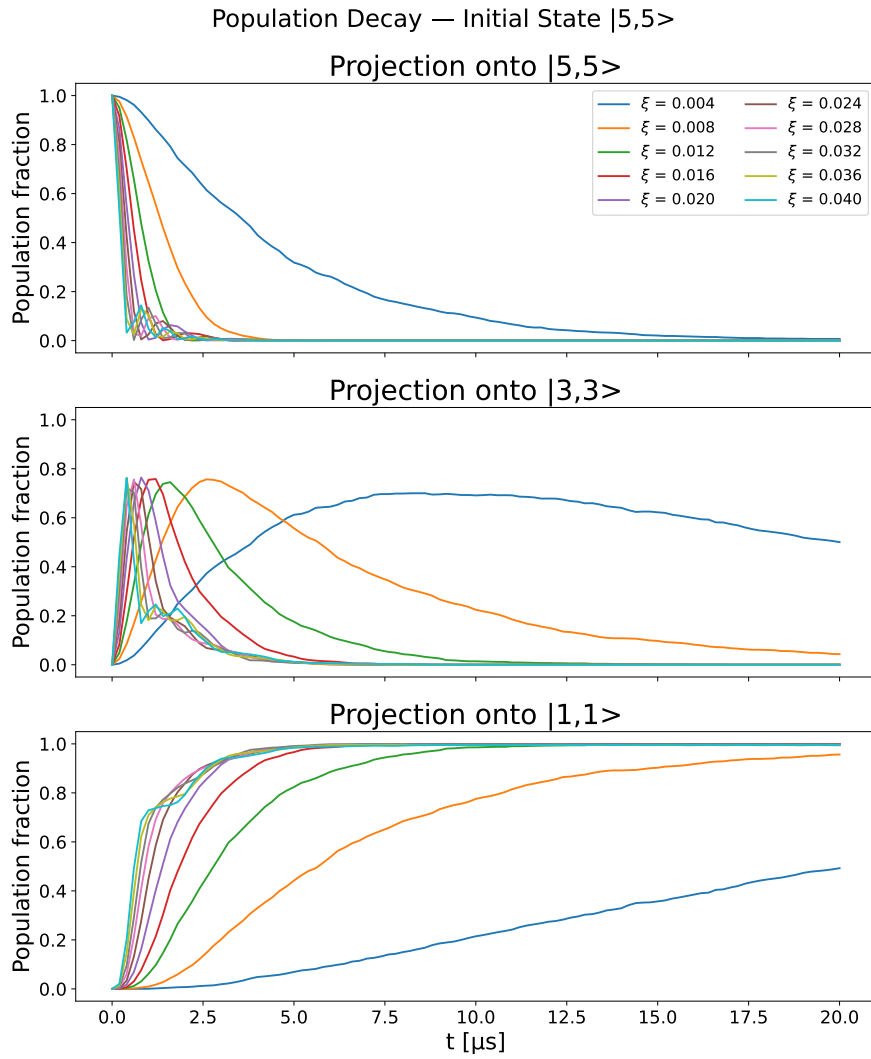 Population Decay — Initial State |5,5>
Projection onto |5,5>
Population fraction
1.0
0.8
0.6
0.4
0.2
0.0
ξ = 0.004
ξ = 0.008
ξ = 0.012
ξ = 0.016
ξ = 0.020
ξ = 0.024
ξ = 0.028
ξ = 0.032
ξ = 0.036
ξ = 0.040
Projection onto |3,3>
Population fraction
1.0
0.8
0.6
0.4
0.2
0.0
Projection onto |1,1>
Population fraction
1.0
0.8
0.6
0.4
0.2
0.0
0.0 2.5 5.0 7.5 10.0 12.5 15.0 17.5 20.0
t [μs]